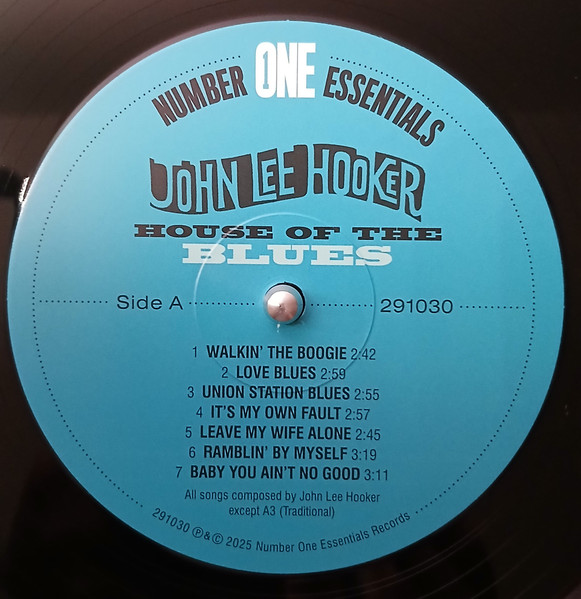 NUMBER ONE ESSENTIALS
JOHN LEE HOOKER
HOUSE OF THE
BLUES
Side A 291030
1 WALKIN' THE BOOGIE 2:42
2 LOVE BLUES 2:59
3 UNION STATION BLUES 2:55
4 IT'S MY OWN FAULT 2:57
5 LEAVE MY WIFE ALONE 2:45
6 RAMBLIN' BY MYSELF 3:19
7 BABY YOU AIN'T NO GOOD 3:11
All songs composed by John Lee Hooker
except A3 (Traditional)
291030 ℗&© 2025 Number One Essentials Records